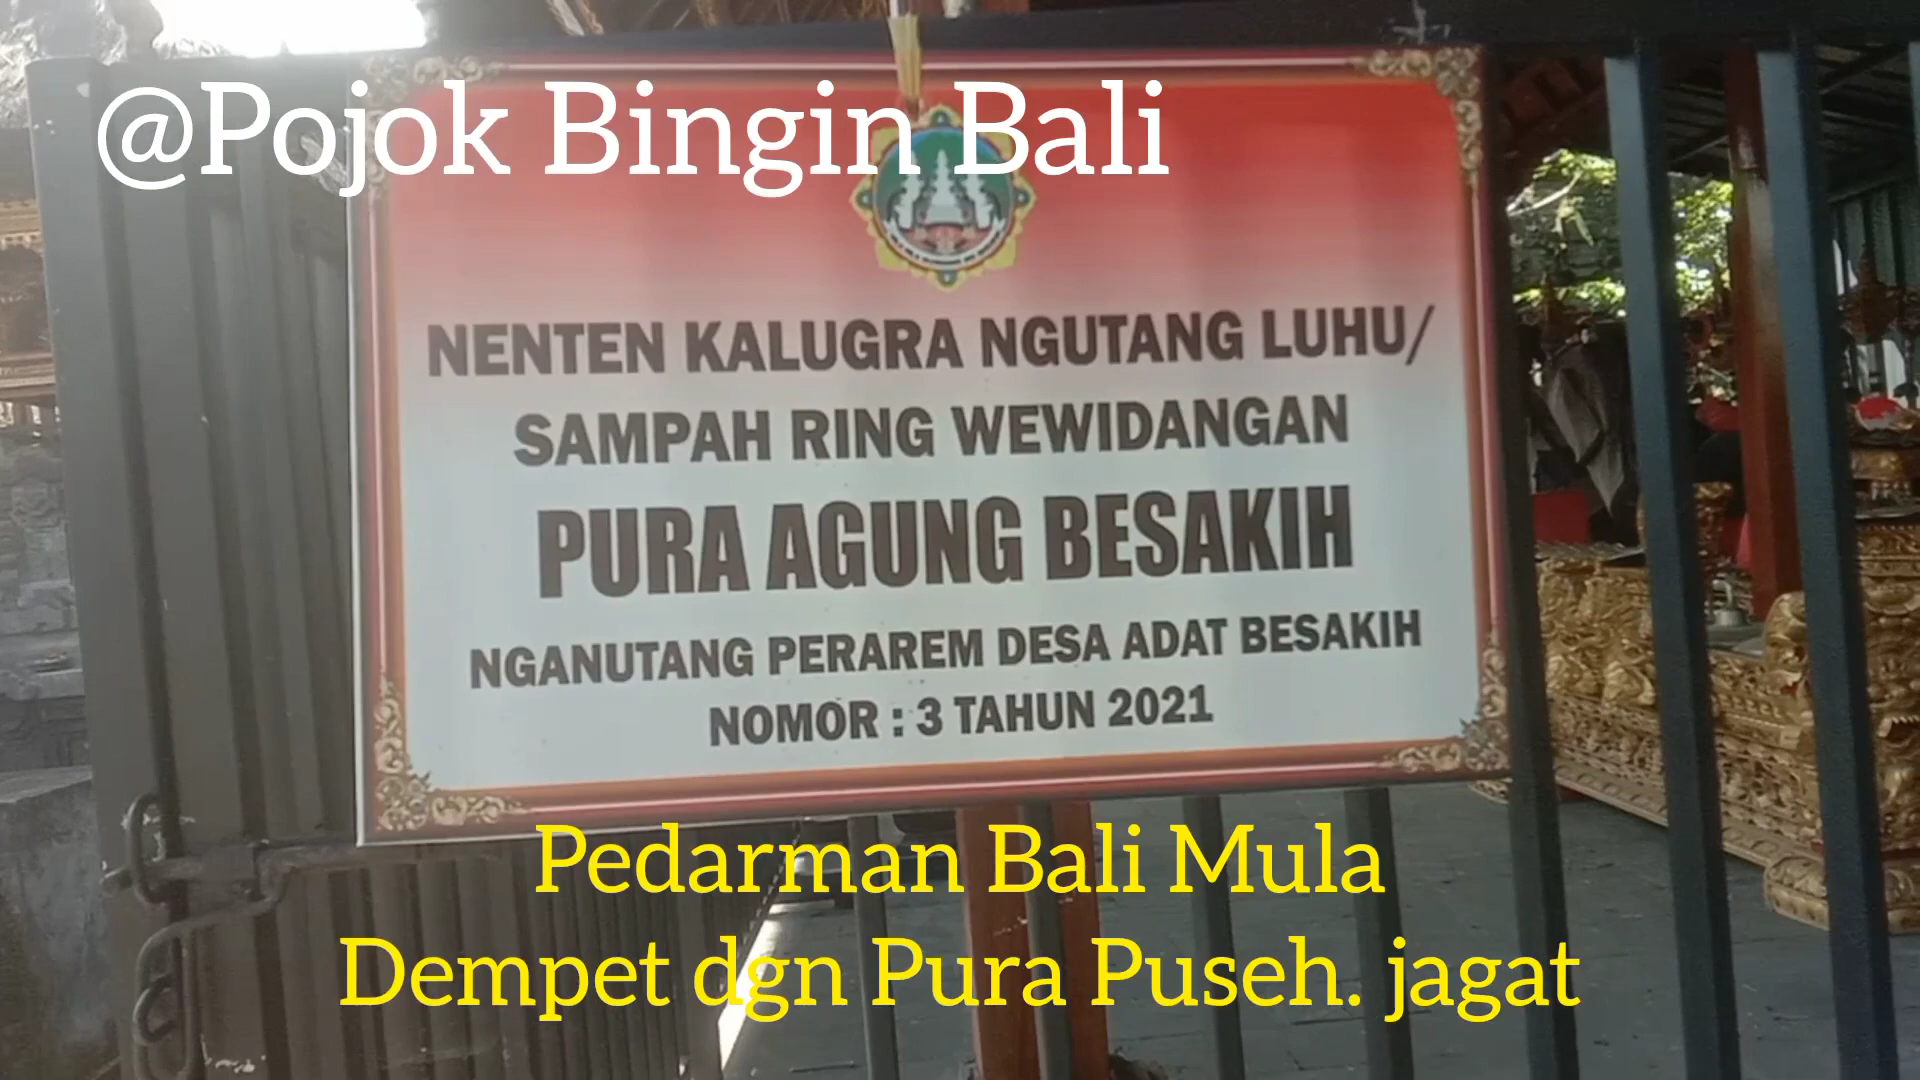 @Pojok Bingin Bali
NENTEN KALUGRA NGUTANG LUHU/
SAMPAH RING WEWIDANGAN
PURA AGUNG BESAKIH
NGANUTANG PERAREM DESA ADAT BESAKIH
NOMOR : 3 TAHUN 2021
Pedarman Bali Mula
Dempet dgn Pura Puseh. jagat